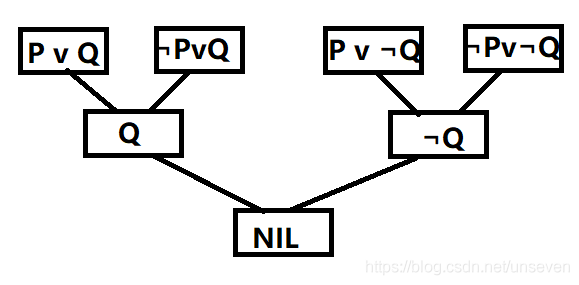 P v Q
¬PvQ
P v ¬Q
¬Pv¬Q
Q
¬Q
NIL
https://blog.csdn.net/unseven